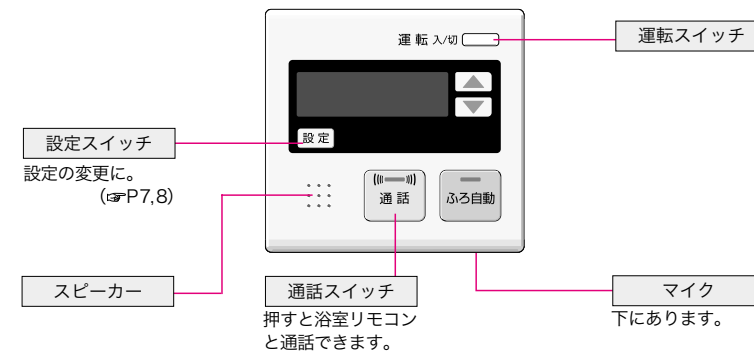 運転 入/切
運転スイッチ
設定
設定スイッチ
設定の変更に。
(☞P7,8)
通話
ふろ自動
スピーカー
通話スイッチ
押すと浴室リモコン
と通話できます。
マイク
下にあります。